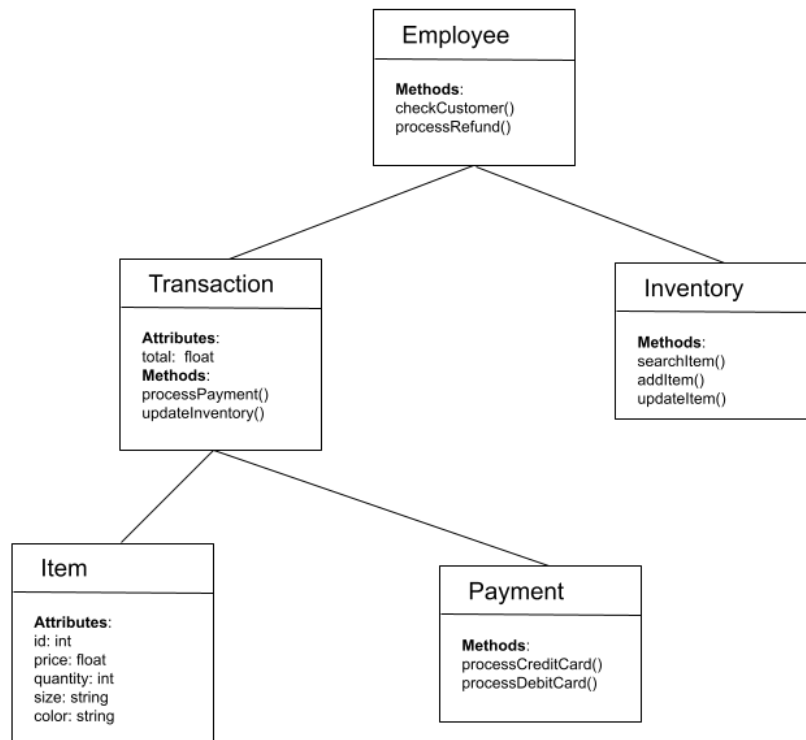 Employee
Methods:
checkCustomer()
processRefund()
Transaction
Attributes:
total:  float
Methods:
processPayment()
updateInventory()
Inventory
Methods:
searchItem()
addItem()
updateItem()
Item
Attributes:
id: int
price: float
quantity: int
size: string
color: string
Payment
Methods:
processCreditCard()
processDebitCard()